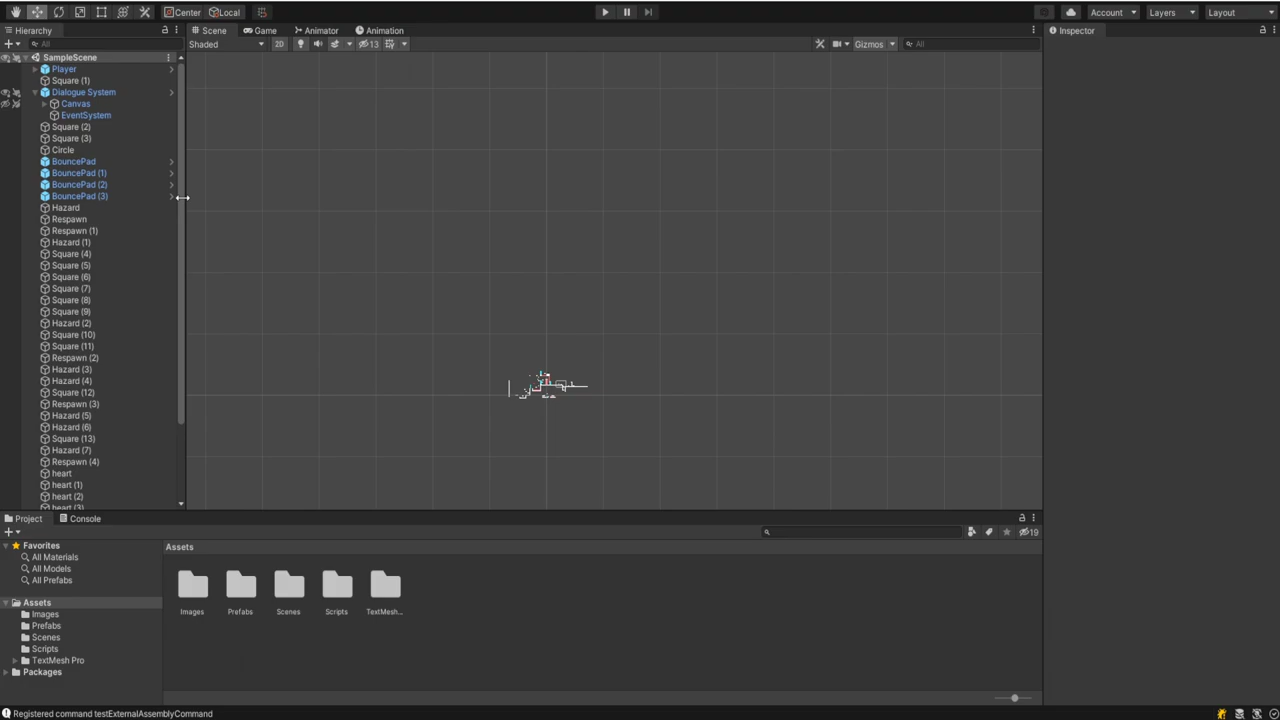 Center Local Account Layers Layout
Hierarchy Scene Game Animator Animation Inspector
All Shaded 2D 13 Gizmos All
SampleScene
Player
Square (1)
Dialogue System
Canvas
EventSystem
Square (2)
Square (3)
Circle
BouncePad
BouncePad (1)
BouncePad (2)
BouncePad (3)
Hazard
Respawn
Respawn (1)
Hazard (1)
Square (4)
Square (5)
Square (6)
Square (7)
Square (8)
Square (9)
Hazard (2)
Square (10)
Square (11)
Respawn (2)
Hazard (3)
Hazard (4)
Square (12)
Respawn (3)
Hazard (5)
Hazard (6)
Square (13)
Hazard (7)
Respawn (4)
heart
heart (1)
heart (2)
heart (3)
Project Console
19
Favorites
All Materials
All Models
All Prefabs
Assets
Images
Prefabs
Scenes
Scripts
TextMesh Pro
Packages
Assets
Images Prefabs Scenes Scripts TextMesh...
Registered command testExternalAssemblyCommand